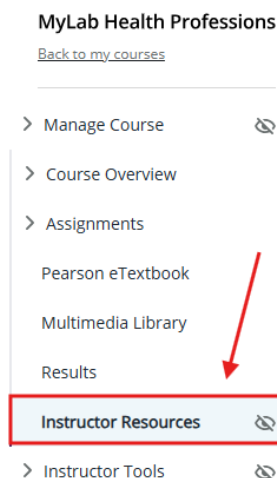 MyLab Health Professions
Back to my courses
Manage Course
Course Overview
Assignments
Pearson eTextbook
Multimedia Library
Results
Instructor Resources
Instructor Tools